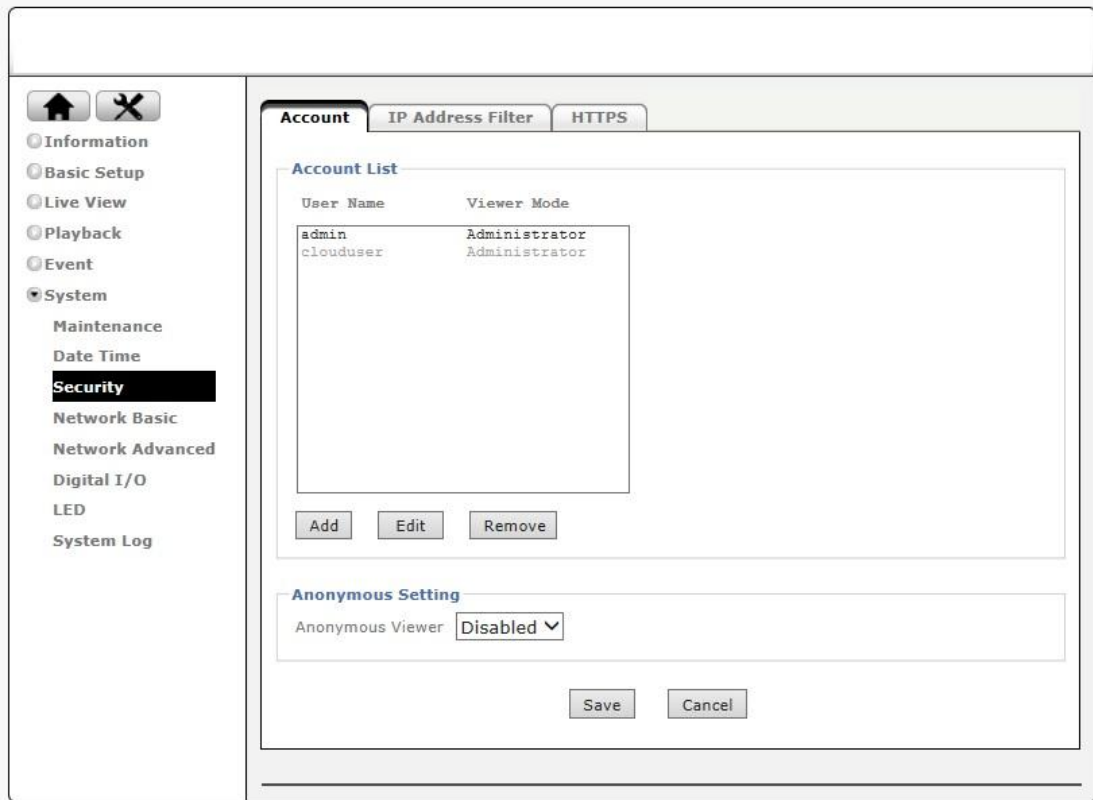 Information
Basic Setup
Live View
Playback
Event
System
Maintenance
Date Time
Security
Network Basic
Network Advanced
Digital I/O
LED
System Log
Account IP Address Filter HTTPS
Account List
User Name Viewer Mode
admin Administrator
clouduser Administrator
Add Edit Remove
Anonymous Setting
Anonymous Viewer Disabled
Save Cancel